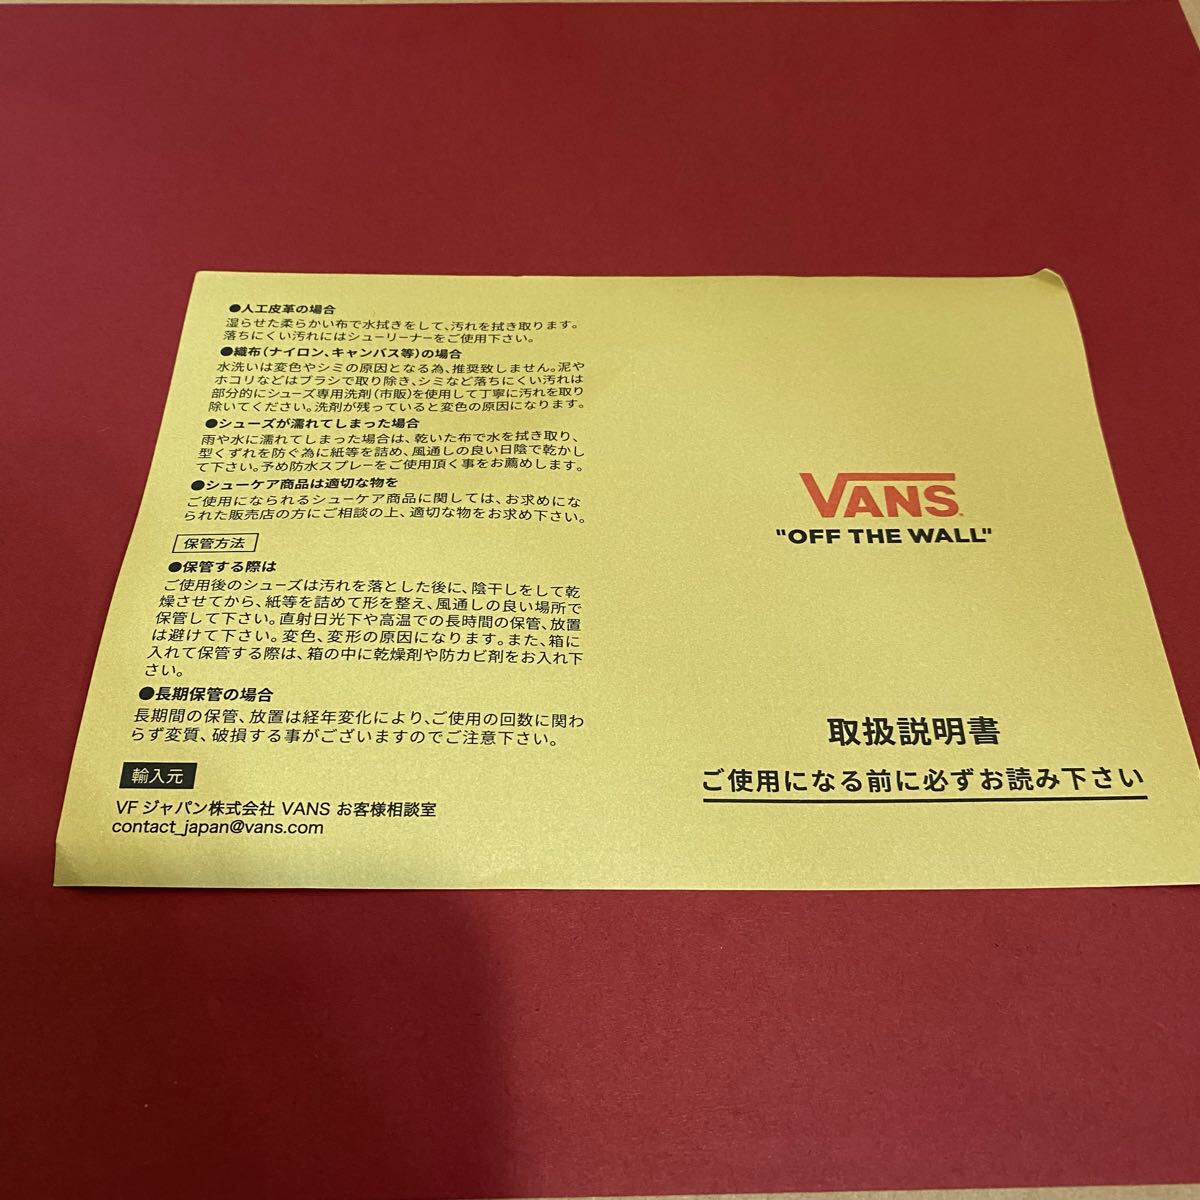 ●人工皮革の場合
湿らせた柔らかい布で水拭きをして、汚れを拭き取ります。
落ちにくい汚れにはシューリーナーをご使用下さい。
●織布(ナイロン、キャンバス等)の場合
水洗いは変色やシミの原因となる為、推奨致しません。泥や
ホコリなどはブラシで取り除き、シミなど落ちにくい汚れは
部分的にシューズ専用洗剤(市販)を使用して丁寧に汚れを取り
除いてください。洗剤が残っていると変色の原因になります。
●シューズが濡れてしまった場合
雨や水に濡れてしまった場合は、乾いた布で水を拭き取り、
型くずれを防ぐ為に紙等を詰め、風通しの良い日陰で乾かし
て下さい。予め防水スプレーをご使用頂く事をお薦めします。
●シューケア商品は適切な物を
ご使用になられるシューケア商品に関しては、お求めにな
られた販売店の方にご相談の上、適切な物をお求め下さい。
保管方法
●保管する際は
ご使用後のシューズは汚れを落とした後に、陰干しをして乾
燥させてから、紙等を詰めて形を整え、風通しの良い場所で
保管して下さい。直射日光下や高温での長時間の保管、放置
は避けて下さい。変色、変形の原因になります。また、箱に
入れて保管する際は、箱の中に乾燥剤や防カビ剤をお入れ下
さい。
●長期保管の場合
長期間の保管、放置は経年変化により、ご使用の回数に関わ
らず変質、破損する事がございますのでご注意下さい。
輸入元
VF ジャパン株式会社 VANS お客様相談室
contact_japan@vans.com
VANS
"OFF THE WALL"
取扱説明書
ご使用になる前に必ずお読み下さい